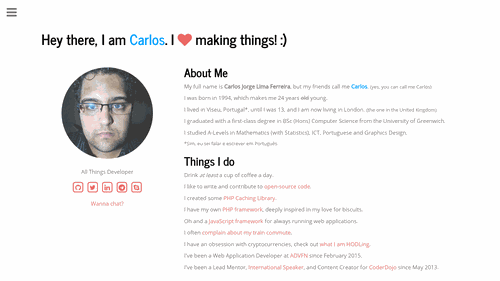 Hey there, I am Carlos. I making things! :)
All Things Developer
Wanna chat?
About Me
My full name is Carlos Jorge Lima Ferreira, but my friends call me Carlos. (yes, you can call me Carlos)
I was born in 1994, which makes me 24 years old young.
I lived in Viseu, Portugal*, until I was 13, and I am now living in London. (the one in the United Kingdom)
I graduated with a first-class degree in BSc (Hons) Computer Science from the University of Greenwich.
I studied A-Levels in Mathematics (with Statistics), ICT, Portuguese and Graphics Design.
*Sim, eu sei falar e escrever em Português
Things I do
Drink at least a cup of coffee a day.
I like to write and contribute to open-source code
I created some PHP Caching Library.
I have my own PHP framework, deeply inspired in my love for biscuits.
Oh and a JavaScript framework for always running web applications.
I often complain about my train commute.
I have an obsession with cryptocurrencies, check out what I am HODLing.
I've been a Web Application Developer at ADVFN since February 2015.
I've been a Lead Mentor, International Speaker, and Content Creator for CoderDojo since May 2013.